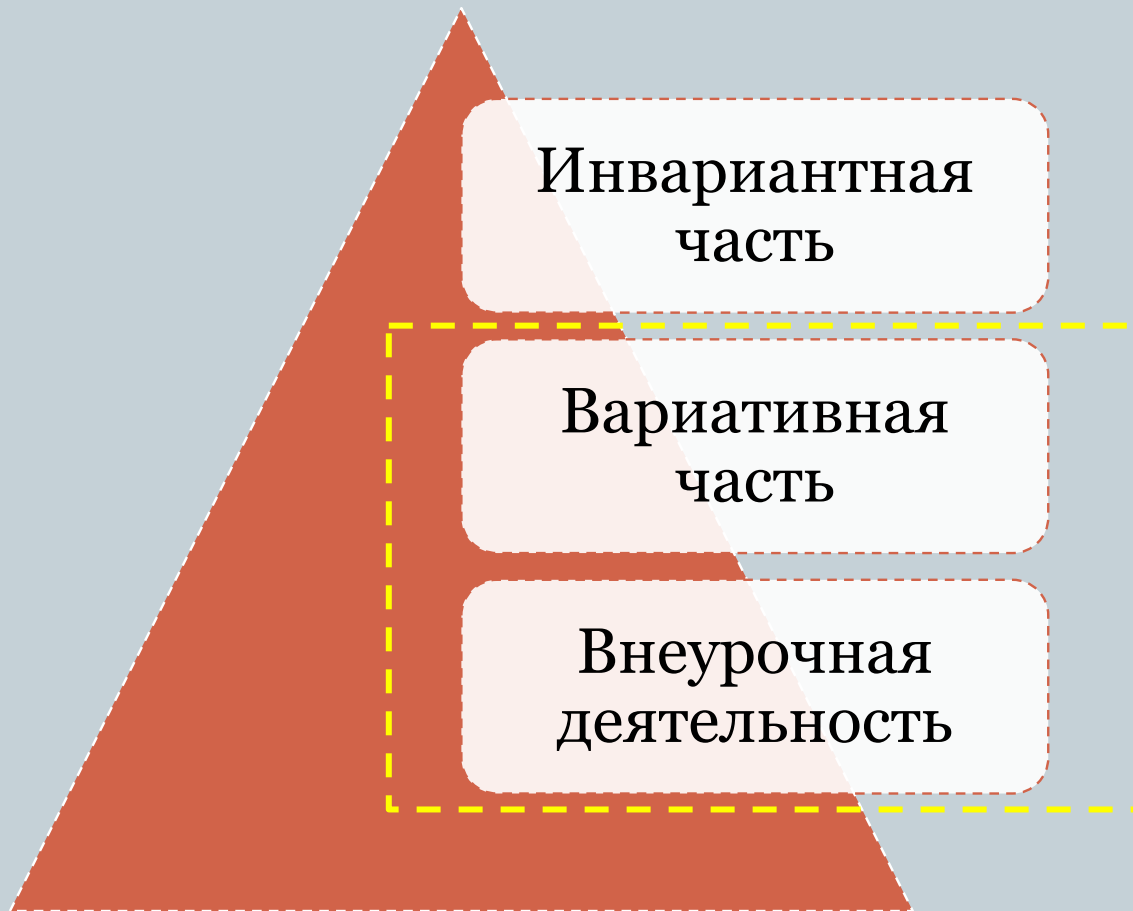 Инвариантная
часть
Вариативная
часть
Внеурочная
деятельность